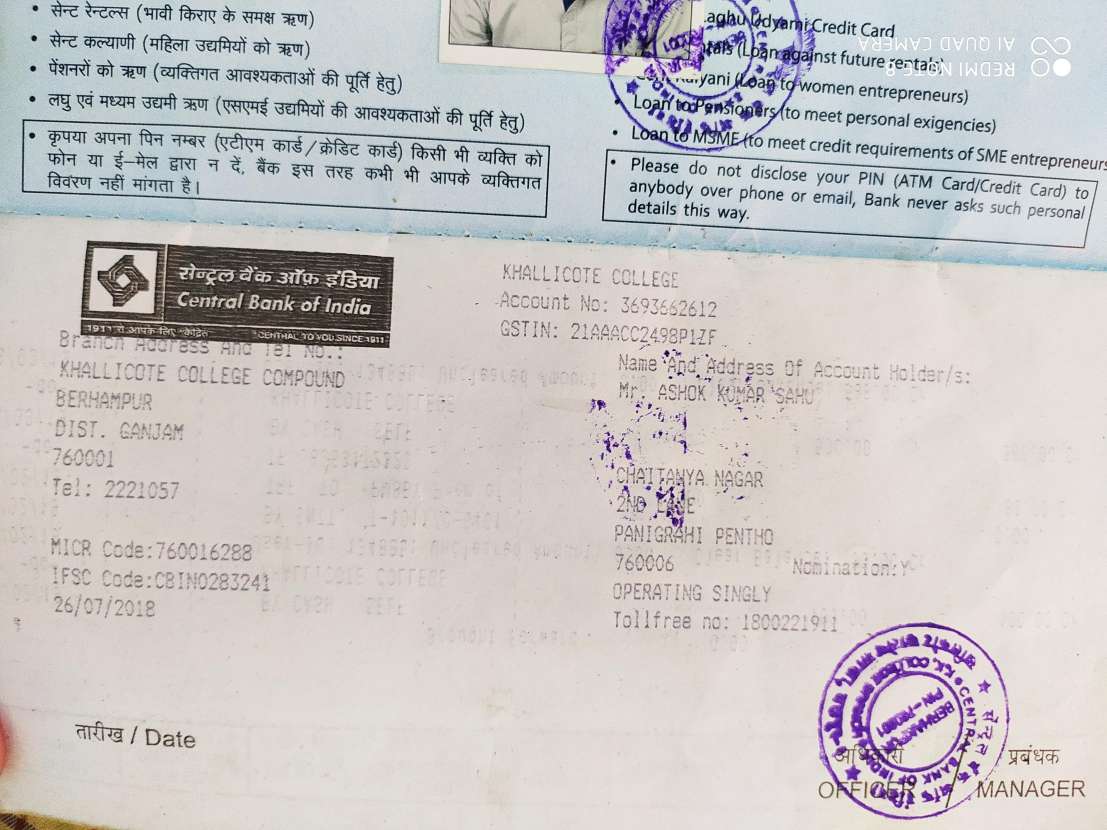 • सेन्ट रेन्टल्स (भावी किराए के समक्ष ऋण)
• सेन्ट कल्याणी (महिला उद्यमियों को ऋण)
• पेंशनरों को ऋण (व्यक्तिगत आवश्यकताओं की पूर्ति हेतु)
• लघु एवं मध्यम उद्यमी ऋण (एसएमई उद्यमियों की आवश्यकताओं की पूर्ति हेतु)
• कृपया अपना पिन नम्बर (एटीएम कार्ड/क्रेडिट कार्ड) किसी भी व्यक्ति को
फोन या ई-मेल द्वारा न दें, बैंक इस तरह कभी भी आपके व्यक्तिगत
विवरण नहीं मांगता है।
Udyami Credit Card
(Loan against future rentals)
(Loan to women entrepreneurs)
• Loan to Pensioners (to meet personal exigencies)
• Loan to MSME (to meet credit requirements of SME entrepreneurs
• Please do not disclose your PIN (ATM Card/Credit Card) to
anybody over phone or email, Bank never asks such personal
details this way.
REDMI NOTE 8
AI QUAD CAMERA
सेन्ट्रल बैंक ऑफ़ इंडिया
Central Bank of India
1911 से आपके लिए "केंद्रित" "CENTRAL" TO YOU SINCE 1911
Branch Address And Tel No.:
KHALLICOTE COLLEGE COMPOUND
BERHAMPUR
DIST. GANJAM
760001
Tel: 2221057
MICR Code:760016288
IFSC Code:CBIN0283241
26/07/2018
KHALLICOTE COLLEGE
Account No: 3693662612
GSTIN: 21AAACC2498P1ZF
Name And Address Of Account Holder/s:
Mr. ASHOK KUMAR SAHU
CHAITANYA NAGAR
2ND LANE
PANIGRAHI PENTHO
760006 Nomination:Y
OPERATING SINGLY
Tollfree no: 1800221911
तारीख / Date
अधिकारी / प्रबंधक
OFFICER / MANAGER
CENTRAL BANK OF INDIA
BERHAMPUR